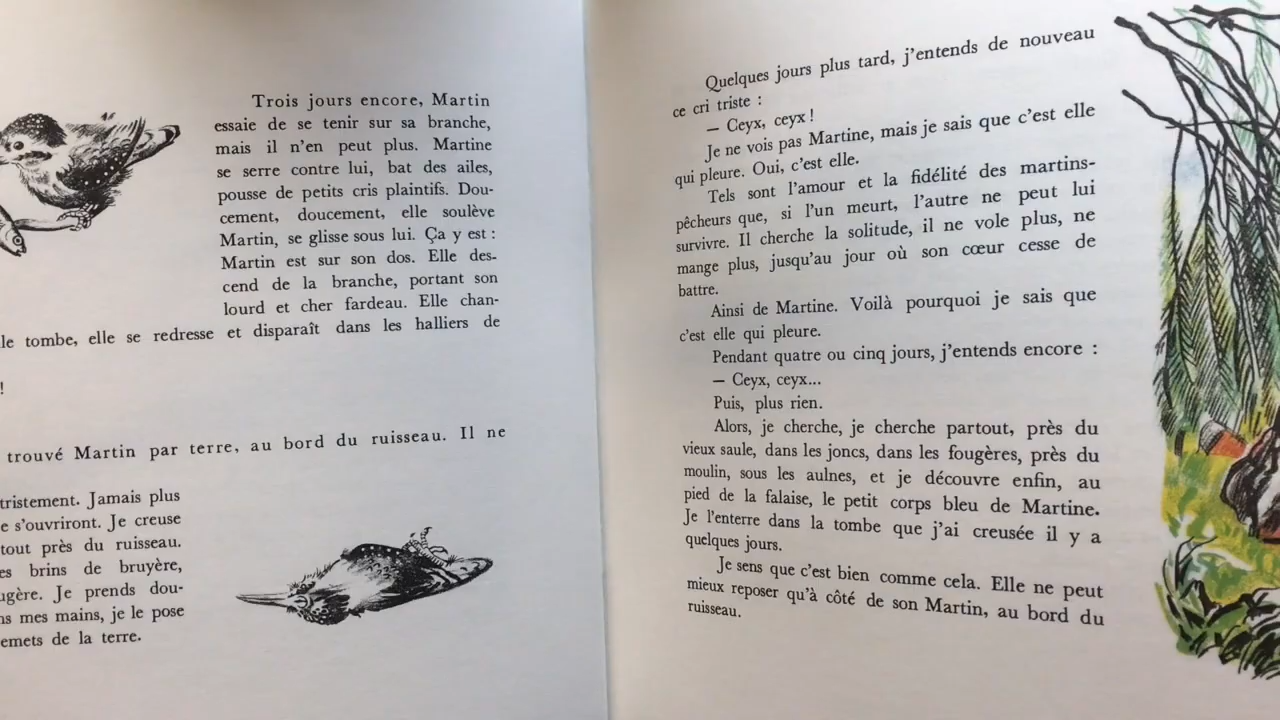 Trois jours encore, Martin
essaie de se tenir sur sa branche,
mais il n'en peut plus. Martine
se serre contre lui, bat des ailes,
pousse de petits cris plaintifs. Dou-
cement, doucement, elle soulève
Martin, se glisse sous lui. Ça y est :
Martin est sur son dos. Elle des-
cend de la branche, portant son
lourd et cher fardeau. Elle chan-
le tombe, elle se redresse et disparaît dans les halliers de
!
trouvé Martin par terre, au bord du ruisseau. Il ne
tristement. Jamais plus
e s'ouvriront. Je creuse
tout près du ruisseau.
es brins de bruyère,
ugère. Je prends dou-
ns mes mains, je le pose
emets de la terre.
Quelques jours plus tard, j'entends de nouveau
ce cri triste :
— Ceyx, ceyx !
Je ne vois pas Martine, mais je sais que c'est elle
qui pleure. Oui, c'est elle.
Tels sont l'amour et la fidélité des martins-
pêcheurs que, si l'un meurt, l'autre ne peut lui
survivre. Il cherche la solitude, il ne vole plus, ne
mange plus, jusqu'au jour où son cœur cesse de
battre.
Ainsi de Martine. Voilà pourquoi je sais que
c'est elle qui pleure.
Pendant quatre ou cinq jours, j'entends encore :
— Ceyx, ceyx...
Puis, plus rien.
Alors, je cherche, je cherche partout, près du
vieux saule, dans les joncs, dans les fougères, près du
moulin, sous les aulnes, et je découvre enfin, au
pied de la falaise, le petit corps bleu de Martine.
Je l'enterre dans la tombe que j'ai creusée il y a
quelques jours.
Je sens que c'est bien comme cela. Elle ne peut
mieux reposer qu'à côté de son Martin, au bord du
ruisseau.